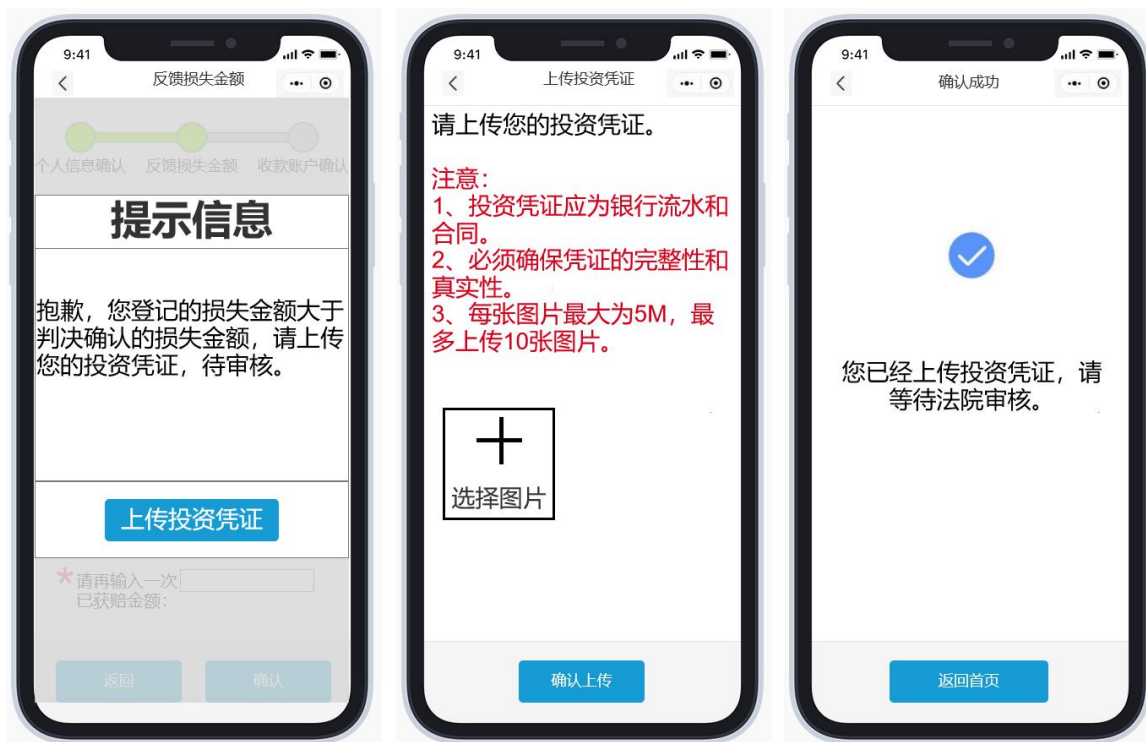 9:41
反馈损失金额
个人信息确认 反馈损失金额 收款账户确认
提示信息
抱歉，您登记的损失金额大于
判决确认的损失金额，请上传
您的投资凭证，待审核。
上传投资凭证
*请再输入一次
已获赔金额：
返回 确认
9:41
上传投资凭证
请上传您的投资凭证。
注意：
1、投资凭证应为银行流水和
合同。
2、必须确保凭证的完整性和
真实性。
3、每张图片最大为5M，最
多上传10张图片。
选择图片
确认上传
9:41
确认成功
您已经上传投资凭证，请
等待法院审核。
返回首页